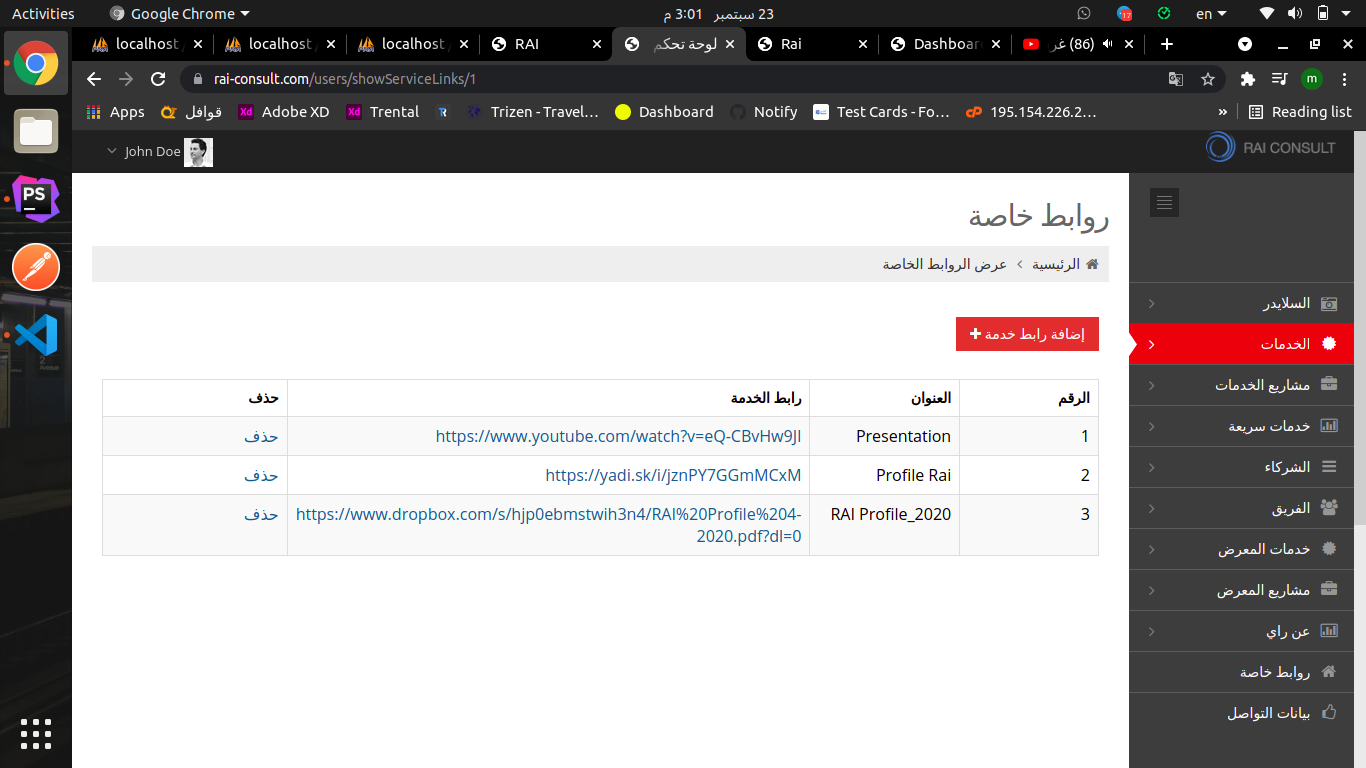 Activities
Google Chrome
23 سبتمبر 3:01 م
17
en
localhost /
localhost /
localhost /
RAI
لوحة تحكم
Rai
Dashboar
(86) غر
rai-consult.com/users/showServiceLinks/1
m
Apps
قوافل
Adobe XD
Trental
Trizen - Travel...
Dashboard
Notify
Test Cards - Fo...
195.154.226.2...
»
Reading list
John Doe
RAI CONSULT
PS
روابط خاصة
الرئيسية
عرض الروابط الخاصة
إضافة رابط خدمة
الرقم العنوان رابط الخدمة حذف
1 Presentation https://www.youtube.com/watch?v=eQ-CBvHw9JI حذف
2 Profile Rai https://yadi.sk/i/jznPY7GGmMCxM حذف
3 RAI Profile_2020 https://www.dropbox.com/s/hjp0ebmstwih3n4/RAI%20Profile%204-
2020.pdf?dl=0 حذف
السلايدر
الخدمات
مشاريع الخدمات
خدمات سريعة
الشركاء
الفريق
خدمات المعرض
مشاريع المعرض
عن راي
روابط خاصة
بيانات التواصل